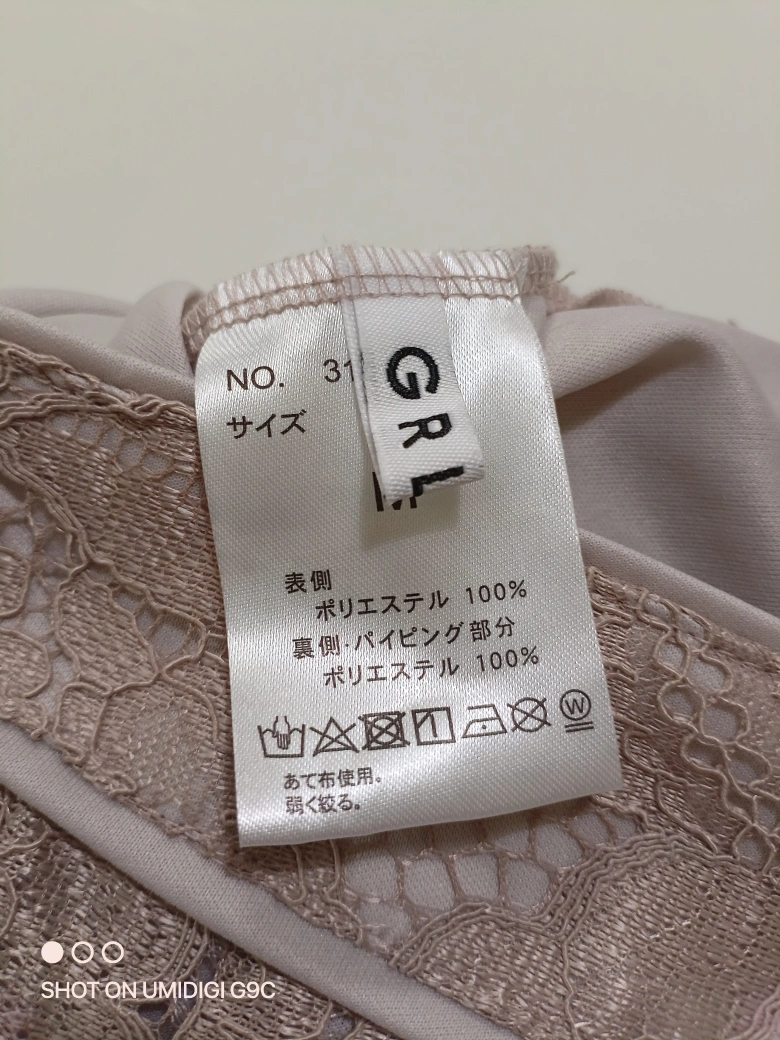 NO. 31
サイズ
GRL
M
表側
ポリエステル 100%
裏側・パイピング部分
ポリエステル 100%
W
あて布使用。
弱く絞る。
SHOT ON UMIDIGI G9C